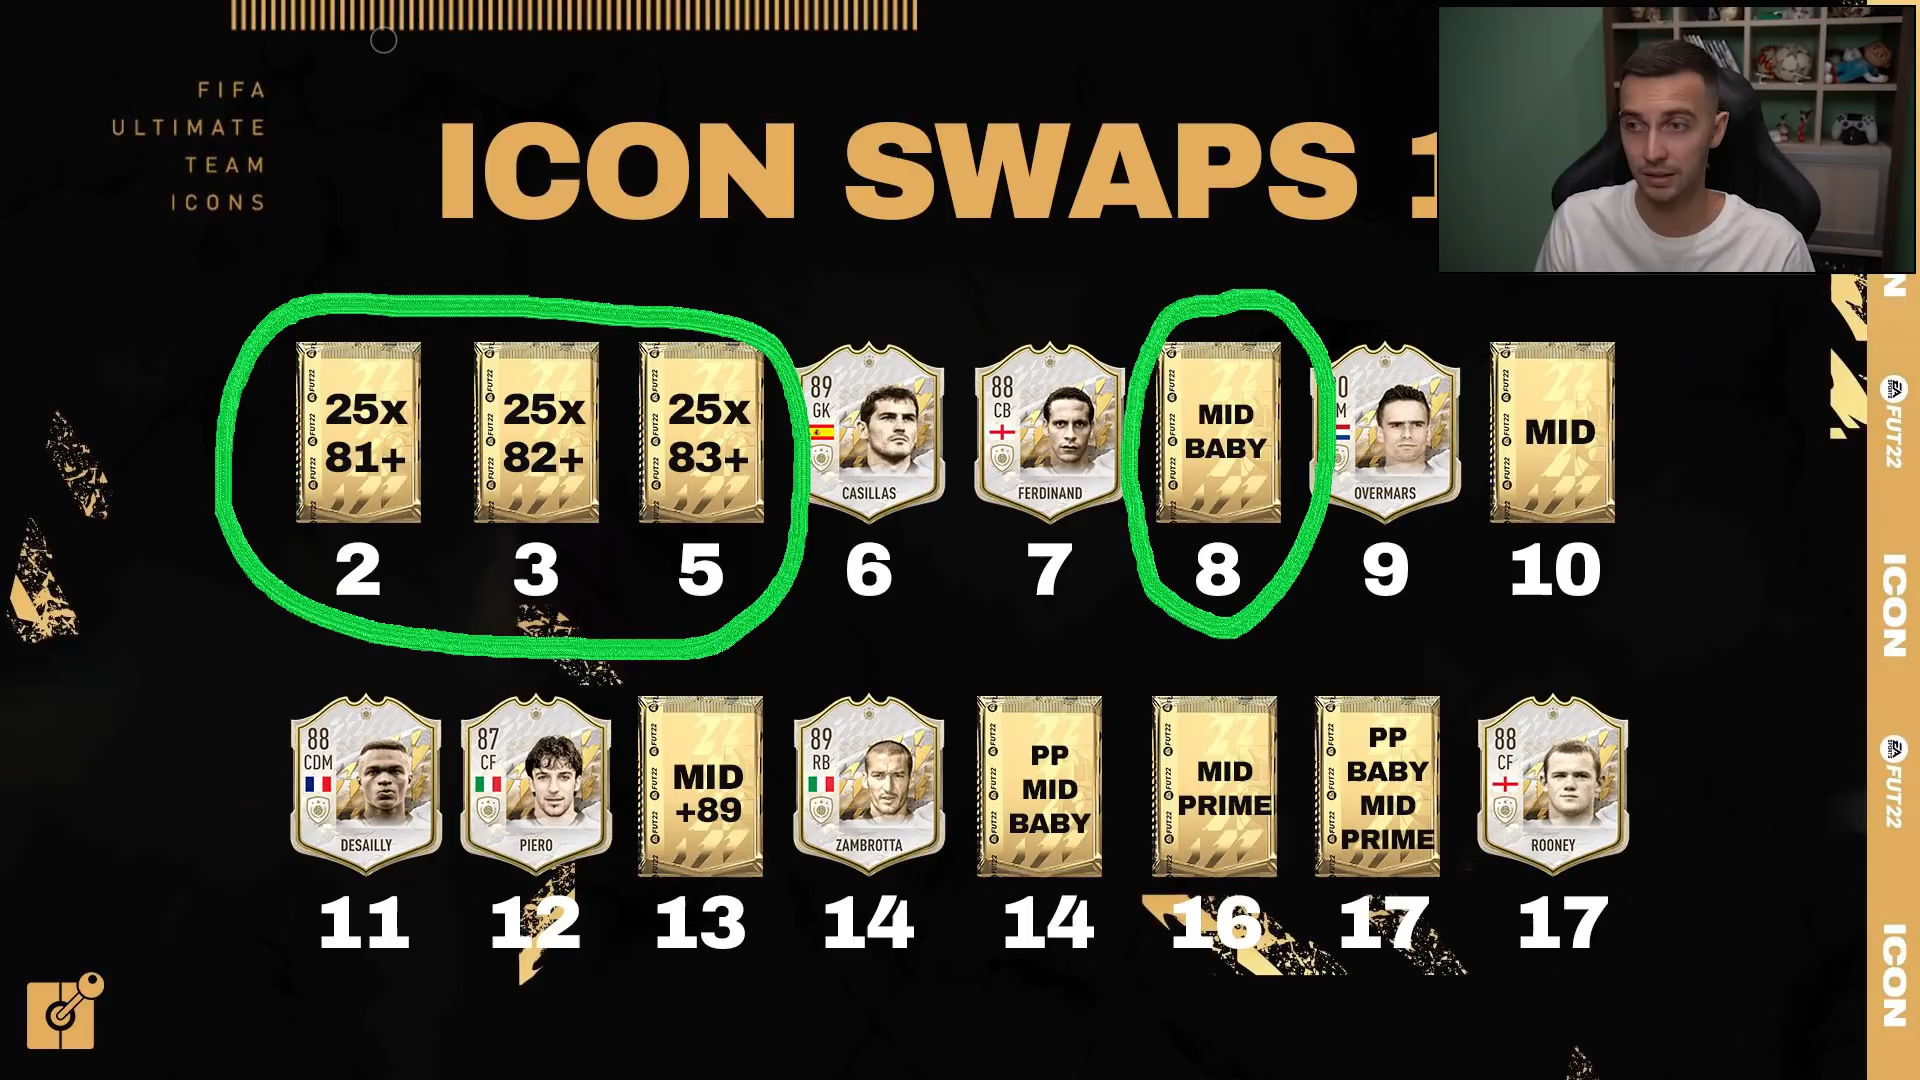 FIFA
ULTIMATE
TEAM
ICONS
ICON SWAPS 1
25x
81+
25x
82+
25x
83+
89
GK
CASILLAS
88
CB
FERDINAND
MID
BABY
OVERMARS
MID
2
3
5
6
7
8
9
10
88
CDM
DESAILLY
87
CF
PIERO
MID
+89
89
RB
ZAMBROTTA
PP
MID
BABY
MID
PRIME
PP
BABY
MID
PRIME
88
CF
ROONEY
11
12
13
14
14
16
17
17
FUT22
ICON
FUT22
ICON